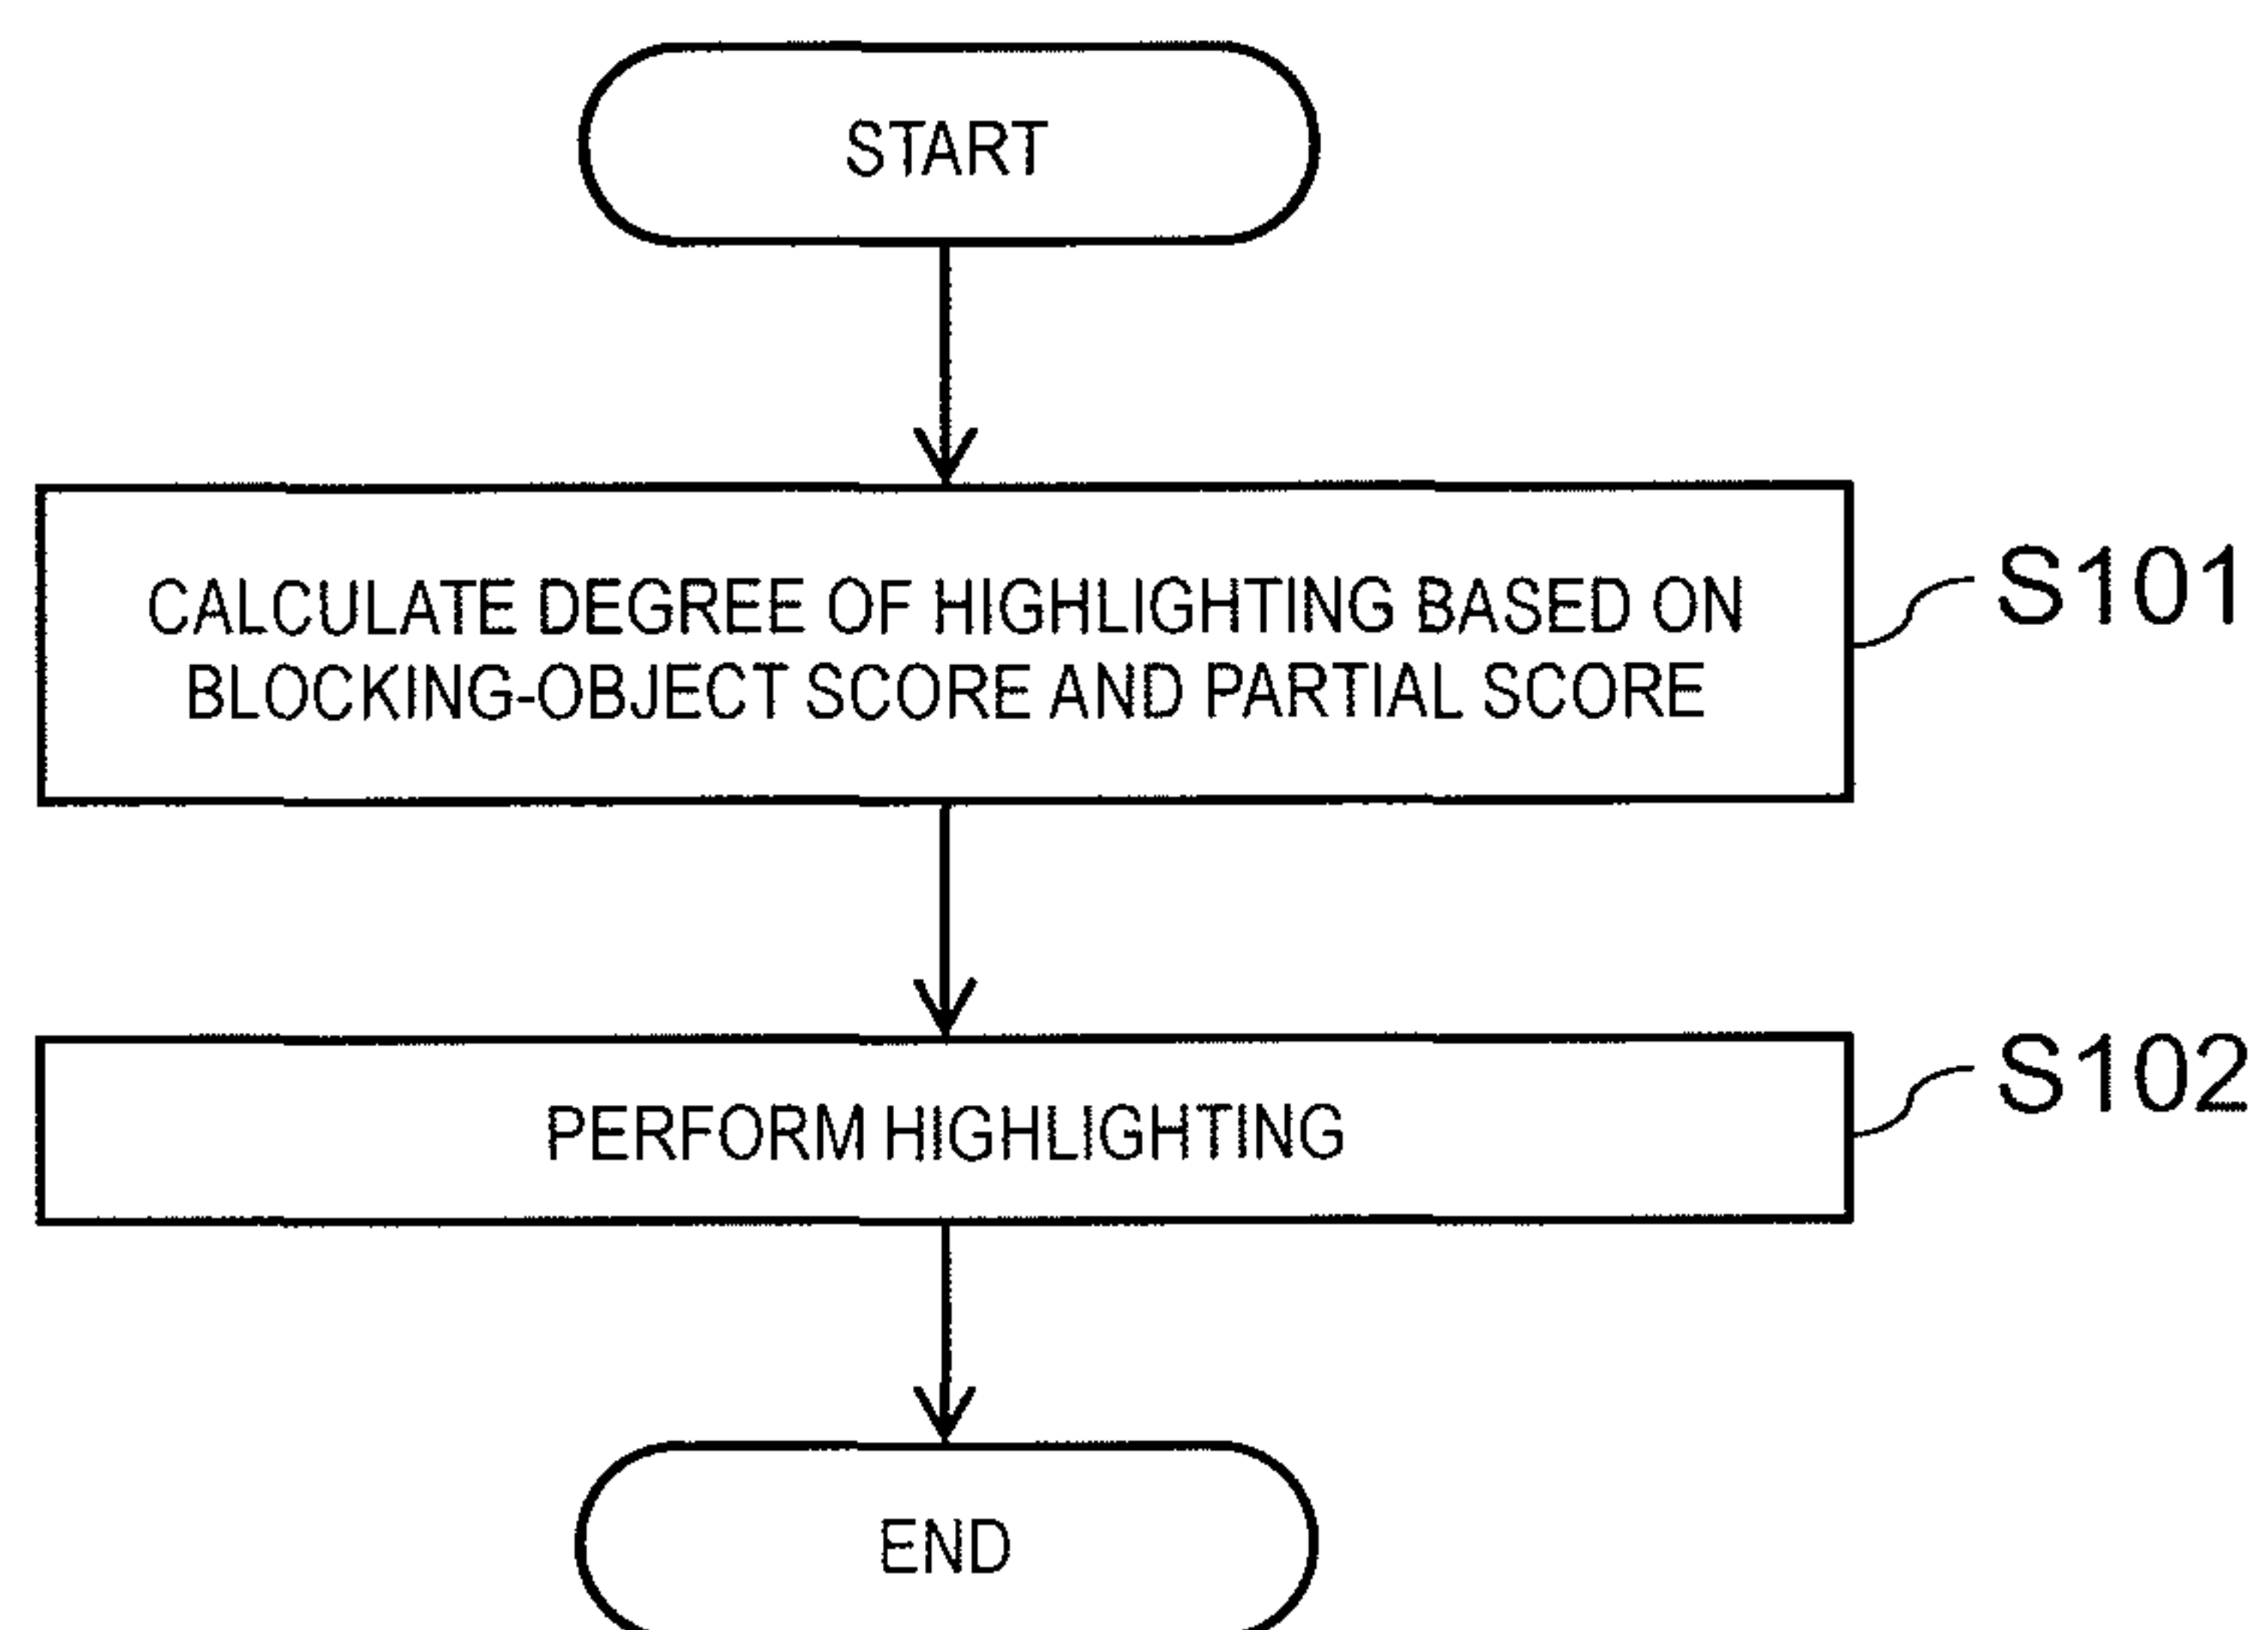 START
CALCULATE DEGREE OF HIGHLIGHTING BASED ON
BLOCKING-OBJECT SCORE AND PARTIAL SCORE
S101
PERFORM HIGHLIGHTING
S102
END